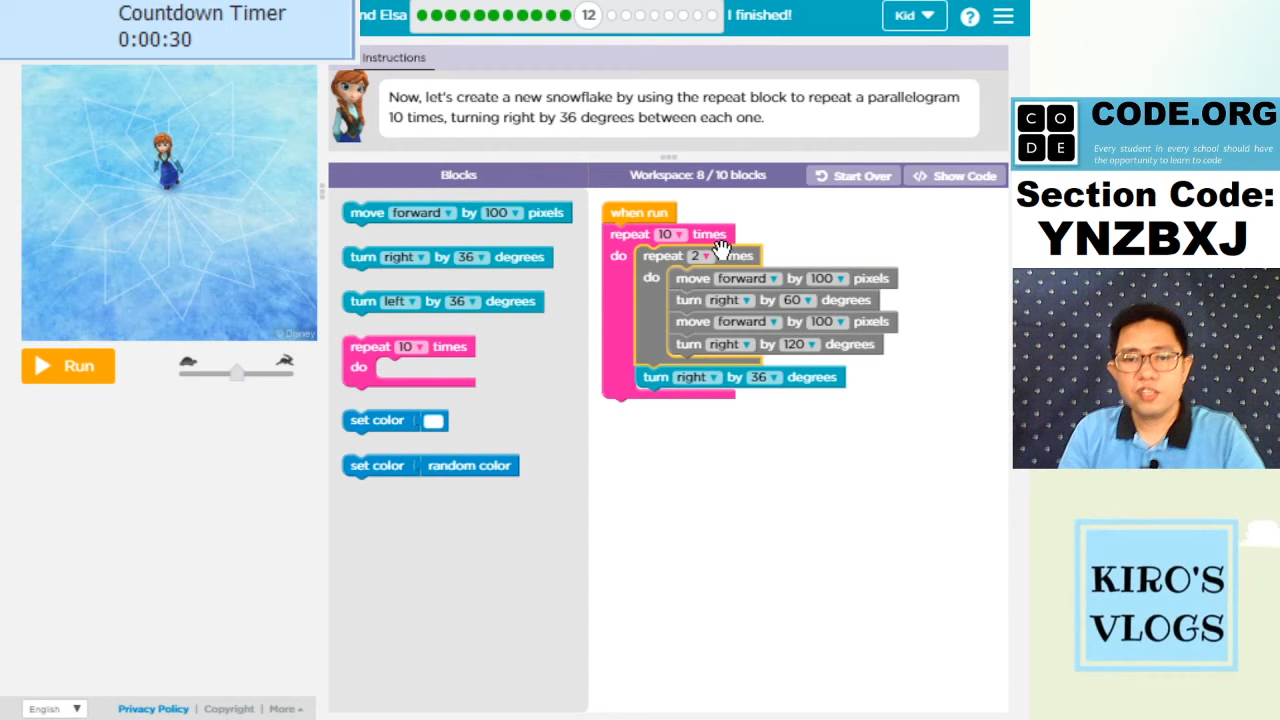 Countdown Timer
0:00:30
nd Elsa
12
I finished!
Kid
?
Instructions
Now, let's create a new snowflake by using the repeat block to repeat a parallelogram
10 times, turning right by 36 degrees between each one.
Blocks
Workspace: 8 / 10 blocks
Start Over
</> Show Code
move forward by 100 pixels
turn right by 36 degrees
turn left by 36 degrees
repeat 10 times
do
set color
set color random color
when run
repeat 10 times
do
repeat 2
do
move forward by 100 pixels
turn right by 60 degrees
move forward by 100 pixels
turn right by 120 degrees
turn right by 36 degrees
© Disney
Run
English
Privacy Policy | Copyright | More
C O
D E
CODE.ORG
Every student in every school should have
the opportunity to learn to code
Section Code:
YNZBXJ
KIRO'S
VLOGS